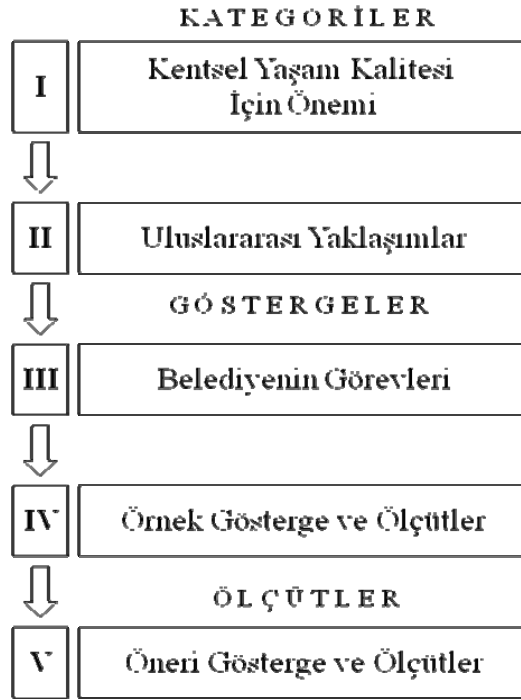 KATEGORİLER
I
Kentsel Yaşam Kalitesi
İçin Önemi
II
Uluslararası Yaklaşımlar
GÖSTERGELER
III
Belediyenin Görevleri
IV
Örnek Gösterge ve Ölçütler
ÖLÇÜTLER
V
Öneri Gösterge ve Ölçütler